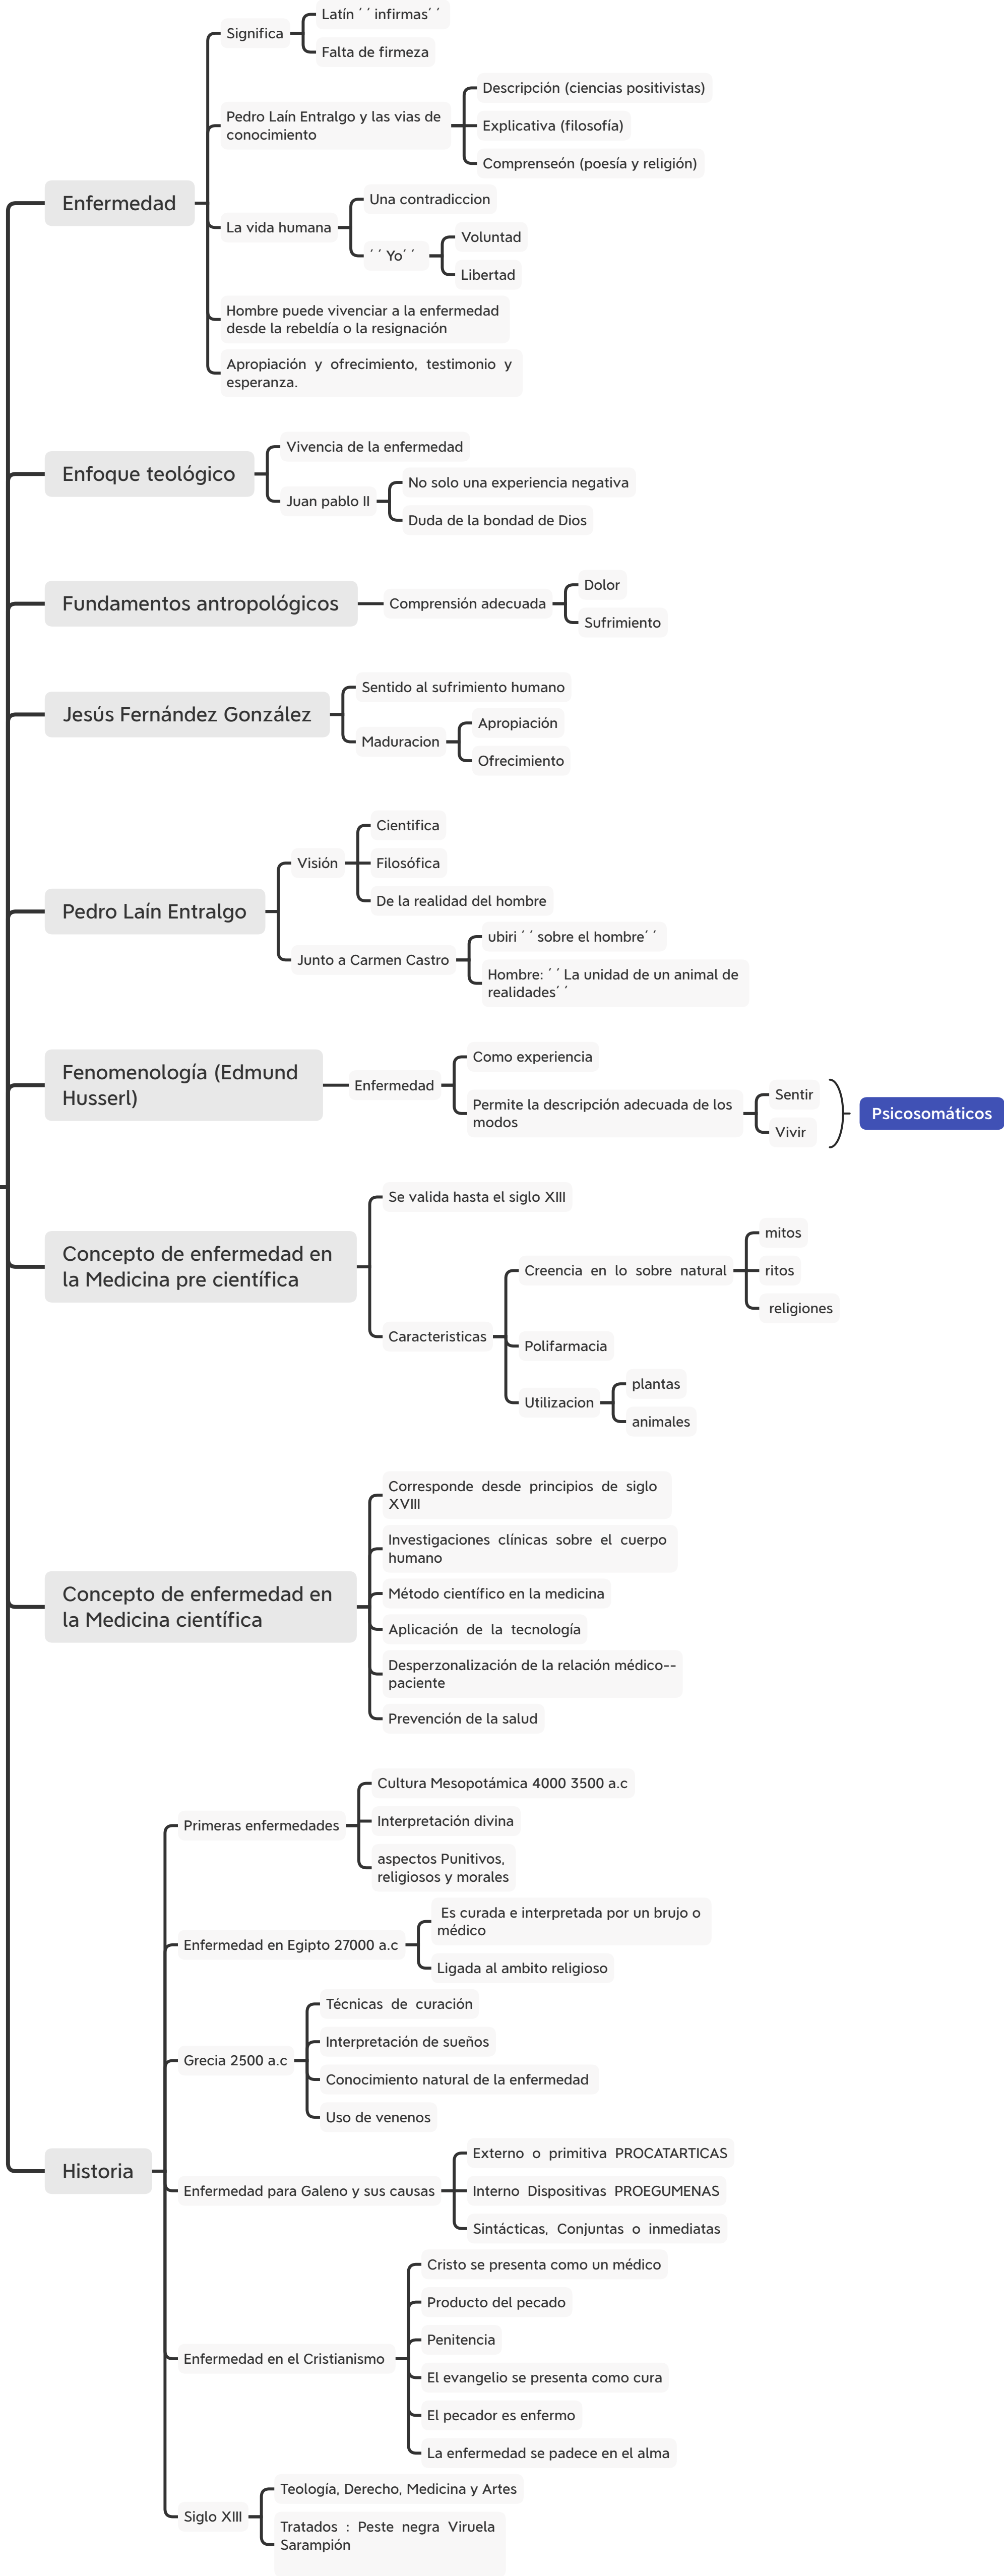 Enfermedad
Significa
Latín ´´infirmas´´
Falta de firmeza
Pedro Laín Entralgo y las vias de
conocimiento
Descripción (ciencias positivistas)
Explicativa (filosofía)
Comprenseón (poesía y religión)
La vida humana
Una contradiccion
´´Yo´´
Voluntad
Libertad
Hombre puede vivenciar a la enfermedad
desde la rebeldía o la resignación
Apropiación y ofrecimiento, testimonio y
esperanza.
Enfoque teológico
Vivencia de la enfermedad
Juan pablo II
No solo una experiencia negativa
Duda de la bondad de Dios
Fundamentos antropológicos
Comprensión adecuada
Dolor
Sufrimiento
Jesús Fernández González
Sentido al sufrimiento humano
Maduracion
Apropiación
Ofrecimiento
Pedro Laín Entralgo
Visión
Cientifica
Filosófica
De la realidad del hombre
Junto a Carmen Castro
ubiri ´´sobre el hombre´´
Hombre: ´´La unidad de un animal de
realidades´´
Fenomenología (Edmund
Husserl)
Enfermedad
Como experiencia
Permite la descripción adecuada de los
modos
Sentir
Vivir
Psicosomáticos
Concepto de enfermedad en
la Medicina pre científica
Se valida hasta el siglo XIII
Caracteristicas
Creencia en lo sobre natural
mitos
ritos
religiones
Polifarmacia
Utilizacion
plantas
animales
Concepto de enfermedad en
la Medicina científica
Corresponde desde principios de siglo
XVIII
Investigaciones clínicas sobre el cuerpo
humano
Método científico en la medicina
Aplicación de la tecnología
Desperzonalización de la relación médico--
paciente
Prevención de la salud
Historia
Primeras enfermedades
Cultura Mesopotámica 4000 3500 a.c
Interpretación divina
aspectos Punitivos,
religiosos y morales
Enfermedad en Egipto 27000 a.c
Es curada e interpretada por un brujo o
médico
Ligada al ambito religioso
Grecia 2500 a.c
Técnicas de curación
Interpretación de sueños
Conocimiento natural de la enfermedad
Uso de venenos
Enfermedad para Galeno y sus causas
Externo o primitiva PROCATARTICAS
Interno Dispositivas PROEGUMENAS
Sintácticas, Conjuntas o inmediatas
Enfermedad en el Cristianismo
Cristo se presenta como un médico
Producto del pecado
Penitencia
El evangelio se presenta como cura
El pecador es enfermo
La enfermedad se padece en el alma
Siglo XIII
Teología, Derecho, Medicina y Artes
Tratados : Peste negra Viruela
Sarampión